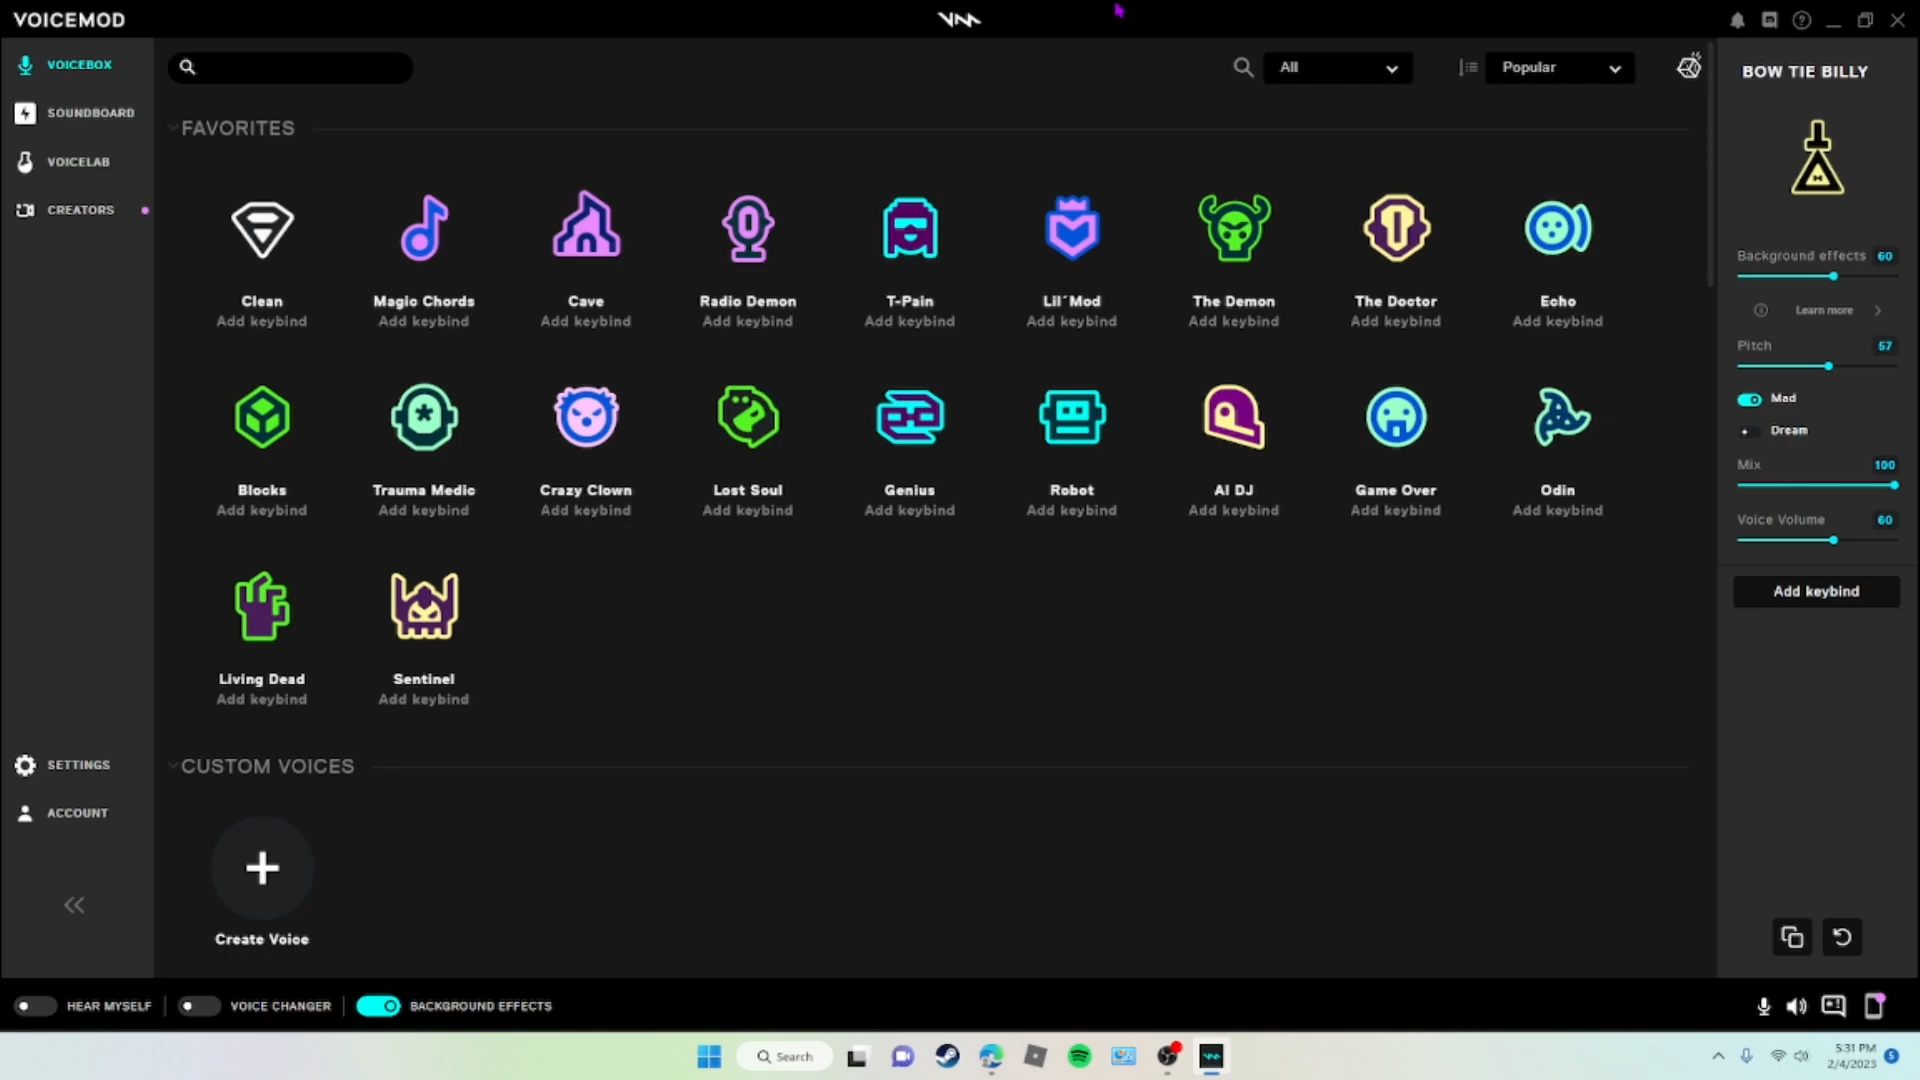 VOICEMOD
VOICEBOX
SOUNDBOARD
VOICELAB
CREATORS
SETTINGS
ACCOUNT
All
Popular
FAVORITES
Clean
Add keybind
Magic Chords
Add keybind
Cave
Add keybind
Radio Demon
Add keybind
T-Pain
Add keybind
Lil´Mod
Add keybind
The Demon
Add keybind
The Doctor
Add keybind
Echo
Add keybind
Blocks
Add keybind
Trauma Medic
Add keybind
Crazy Clown
Add keybind
Lost Soul
Add keybind
Genius
Add keybind
Robot
Add keybind
AI DJ
Add keybind
Game Over
Add keybind
Odin
Add keybind
Living Dead
Add keybind
Sentinel
Add keybind
CUSTOM VOICES
Create Voice
BOW TIE BILLY
Background effects 60
Learn more
Pitch 57
Mad
Dream
Mix 100
Voice Volume 60
Add keybind
HEAR MYSELF
VOICE CHANGER
BACKGROUND EFFECTS
Search
5:31 PM
2/4/2023
5